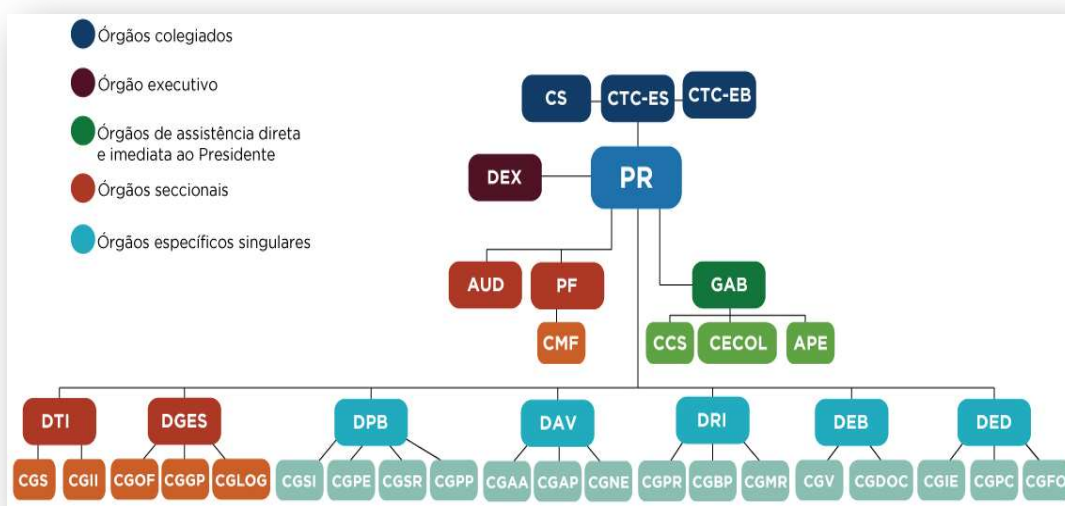 Órgãos colegiados
Órgão executivo
Órgãos de assistência direta
e imediata ao Presidente
Órgãos seccionais
Órgãos específicos singulares
CS CTC-ES CTC-EB
DEX PR
AUD PF GAB
CMF CCS CECOL APE
DTI DGES DPB DAV DRI DEB DED
CGS CGII CGOF CGGP CGLOG CGSI CGPE CGSR CGPP CGAA CGAP CGNE CGPR CGBP CGMR CGV CGDOC CGIE CGPC CGFO